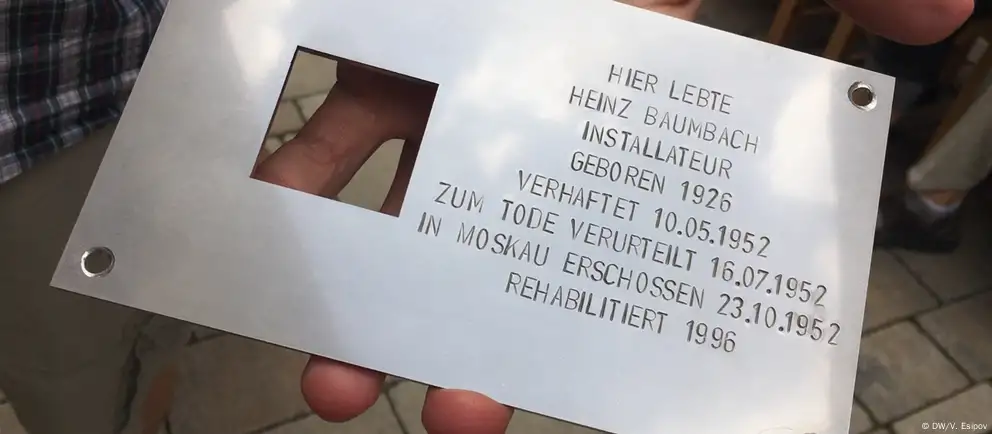 HIER LEBTE
HEINZ BAUMBACH
INSTALLATEUR
GEBOREN 1926
VERHAFTET 10.05.1952
ZUM TODE VERURTEILT 16.07.1952
IN MOSKAU ERSCHOSSEN 23.10.1952
REHABILITIERT 1996
© DW/V. Esipov